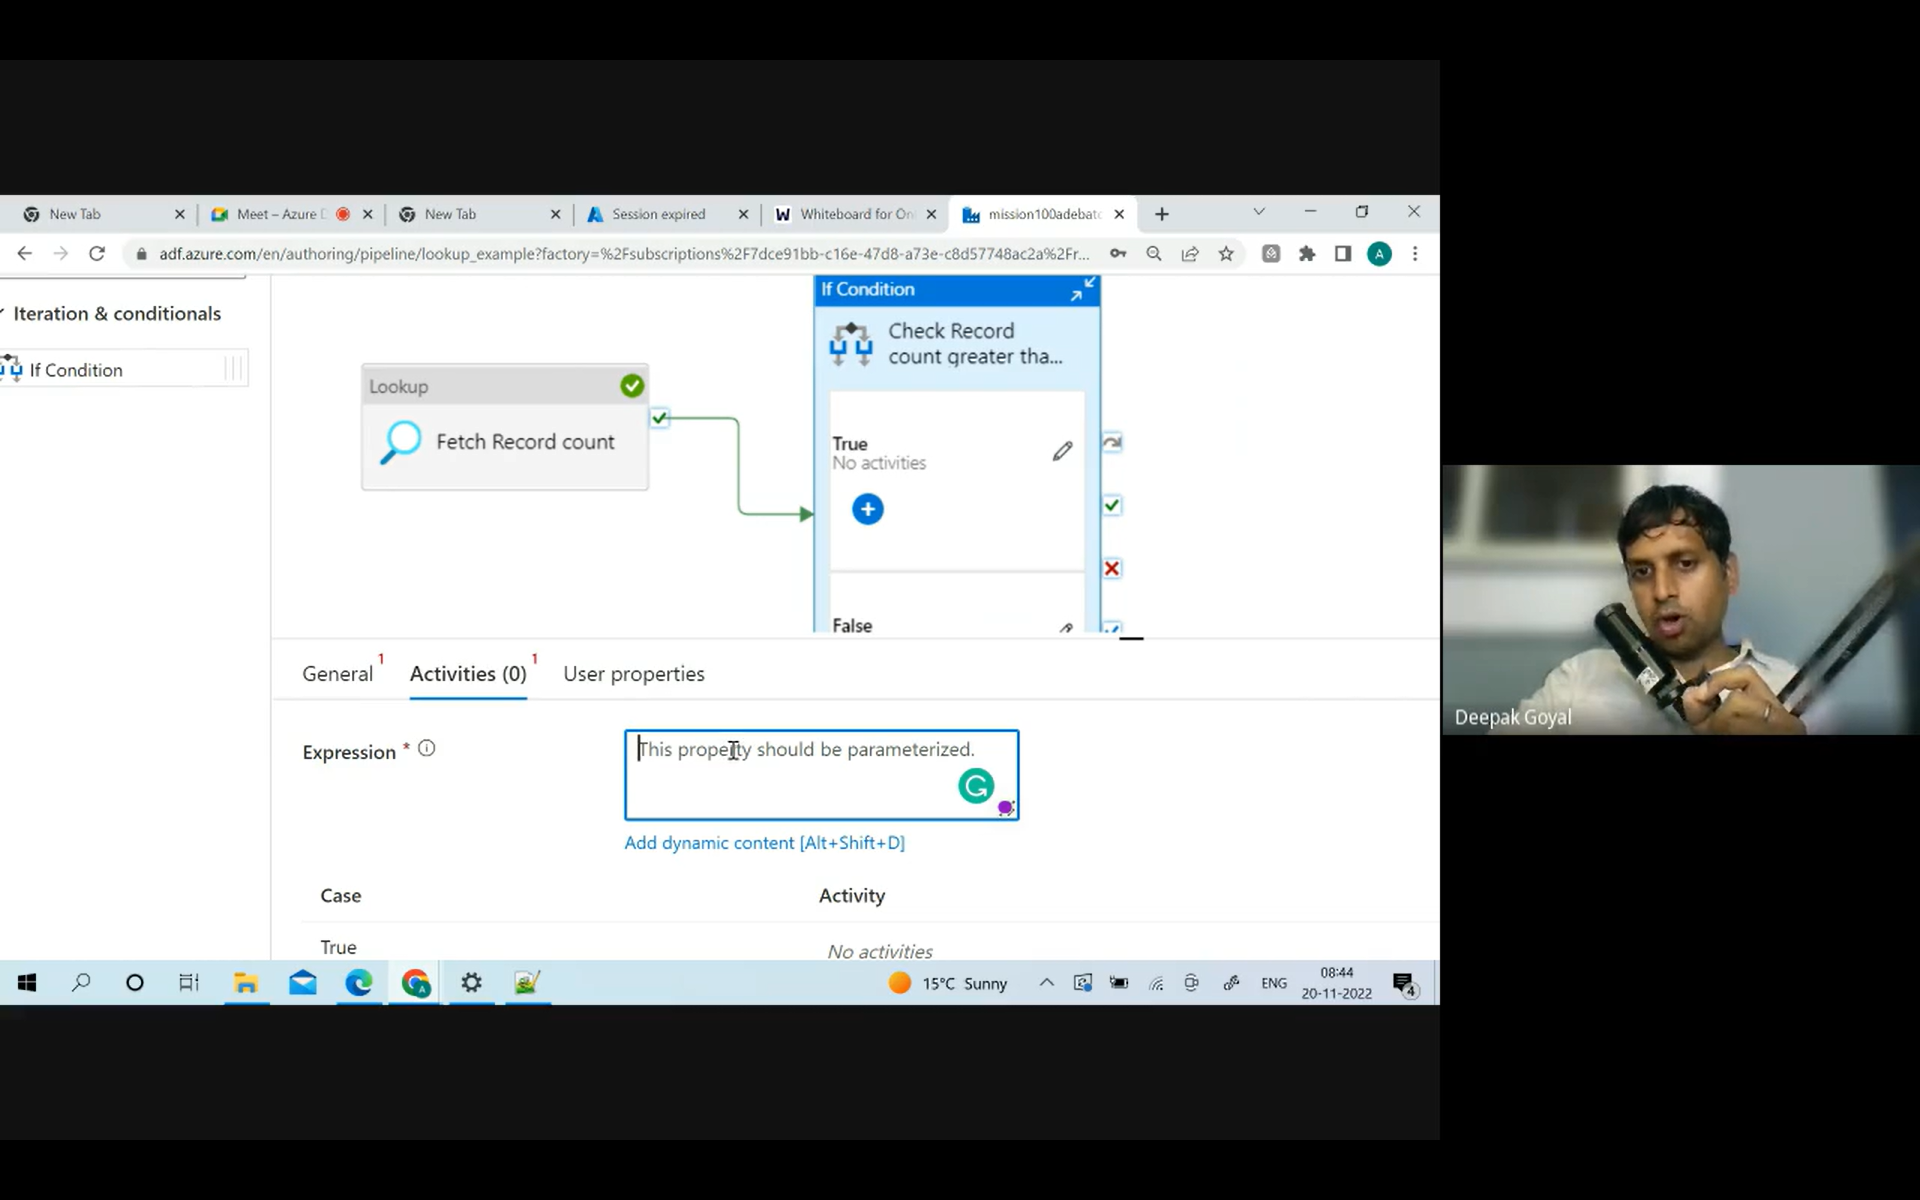 New Tab
Meet – Azure D
New Tab
Session expired
Whiteboard for On
mission100adebatc
adf.azure.com/en/authoring/pipeline/lookup_example?factory=%2Fsubscriptions%2F7dce91bb-c16e-47d8-a73e-c8d57748ac2a%2Fr...
A
Iteration & conditionals
If Condition
Lookup
Fetch Record count
If Condition
Check Record
count greater tha...
True
No activities
False
General 1
Activities (0) 1
User properties
Expression *
This property should be parameterized.
Add dynamic content [Alt+Shift+D]
Case
Activity
True
No activities
Deepak Goyal
15°C Sunny
ENG
08:44
20-11-2022
4